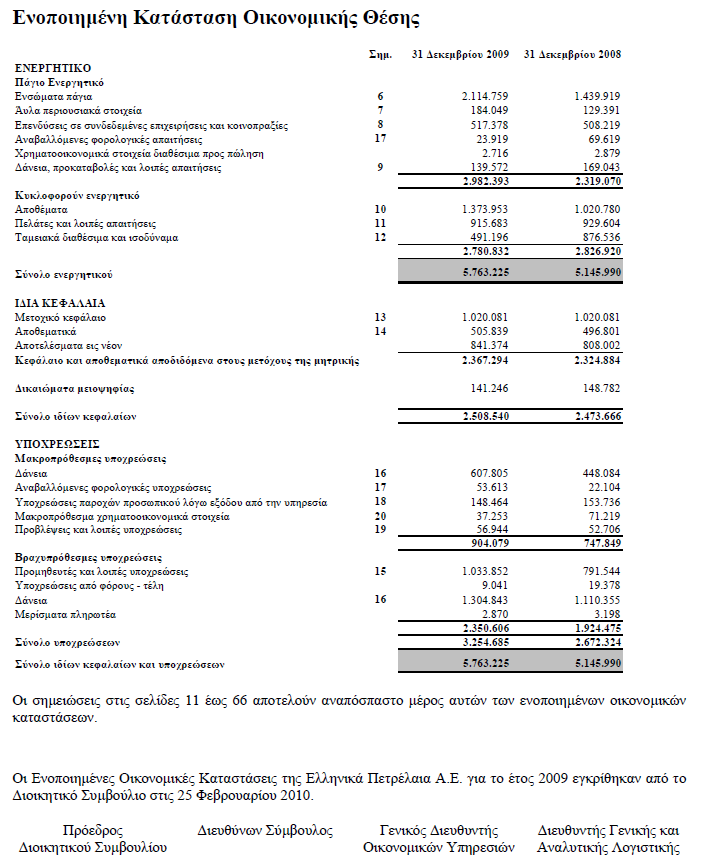 Ενοποιημένη Κατάσταση Οικονομικής Θέσης
Σημ. 31 Δεκεμβρίου 2009 31 Δεκεμβρίου 2008
ΕΝΕΡΓΗΤΙΚΟ
Πάγιο Ενεργητικό
Ενσώματα πάγια 6 2.114.759 1.439.919
Άυλα περιουσιακά στοιχεία 7 184.049 129.391
Επενδύσεις σε συνδεδεμένες επιχειρήσεις και κοινοπραξίες 8 517.378 508.219
Αναβαλλόμενες φορολογικές απαιτήσεις 17 23.919 69.619
Χρηματοοικονομικά στοιχεία διαθέσιμα προς πώληση 2.716 2.879
Δάνεια, προκαταβολές και λοιπές απαιτήσεις 9 139.572 169.043
2.982.393 2.319.070
Κυκλοφορούν ενεργητικό
Αποθέματα 10 1.373.953 1.020.780
Πελάτες και λοιπές απαιτήσεις 11 915.683 929.604
Ταμειακά διαθέσιμα και ισοδύναμα 12 491.196 876.536
2.780.832 2.826.920
Σύνολο ενεργητικού 5.763.225 5.145.990
ΙΔΙΑ ΚΕΦΑΛΑΙΑ
Μετοχικό κεφάλαιο 13 1.020.081 1.020.081
Αποθεματικά 14 505.839 496.801
Αποτελέσματα εις νέον 841.374 808.002
Κεφάλαιο και αποθεματικά αποδιδόμενα στους μετόχους της μητρικής 2.367.294 2.324.884
Δικαιώματα μειοψηφίας 141.246 148.782
Σύνολο ιδίων κεφαλαίων 2.508.540 2.473.666
ΥΠΟΧΡΕΩΣΕΙΣ
Μακροπρόθεσμες υποχρεώσεις
Δάνεια 16 607.805 448.084
Αναβαλλόμενες φορολογικές υποχρεώσεις 17 53.613 22.104
Υποχρεώσεις παροχών προσωπικού λόγω εξόδου από την υπηρεσία 18 148.464 153.736
Μακροπρόθεσμα χρηματοοικονομικά στοιχεία 20 37.253 71.219
Προβλέψεις και λοιπές υποχρεώσεις 19 56.944 52.706
904.079 747.849
Βραχυπρόθεσμες υποχρεώσεις
Προμηθευτές και λοιπές υποχρεώσεις 15 1.033.852 791.544
Υποχρεώσεις από φόρους - τέλη 9.041 19.378
Δάνεια 16 1.304.843 1.110.355
Μερίσματα πληρωτέα 2.870 3.198
2.350.606 1.924.475
Σύνολο υποχρεώσεων 3.254.685 2.672.324
Σύνολο ιδίων κεφαλαίων και υποχρεώσεων 5.763.225 5.145.990
Οι σημειώσεις στις σελίδες 11 έως 66 αποτελούν αναπόσπαστο μέρος αυτών των ενοποιημένων οικονομικών
καταστάσεων.
Οι Ενοποιημένες Οικονομικές Καταστάσεις της Ελληνικά Πετρέλαια Α.Ε. για το έτος 2009 εγκρίθηκαν από το
Διοικητικό Συμβούλιο στις 25 Φεβρουαρίου 2010.
Πρόεδρος Διευθύνων Σύμβουλος Γενικός Διευθυντής Διευθυντής Γενικής και
Διοικητικού Συμβουλίου Οικονομικών Υπηρεσιών Αναλυτικής Λογιστικής